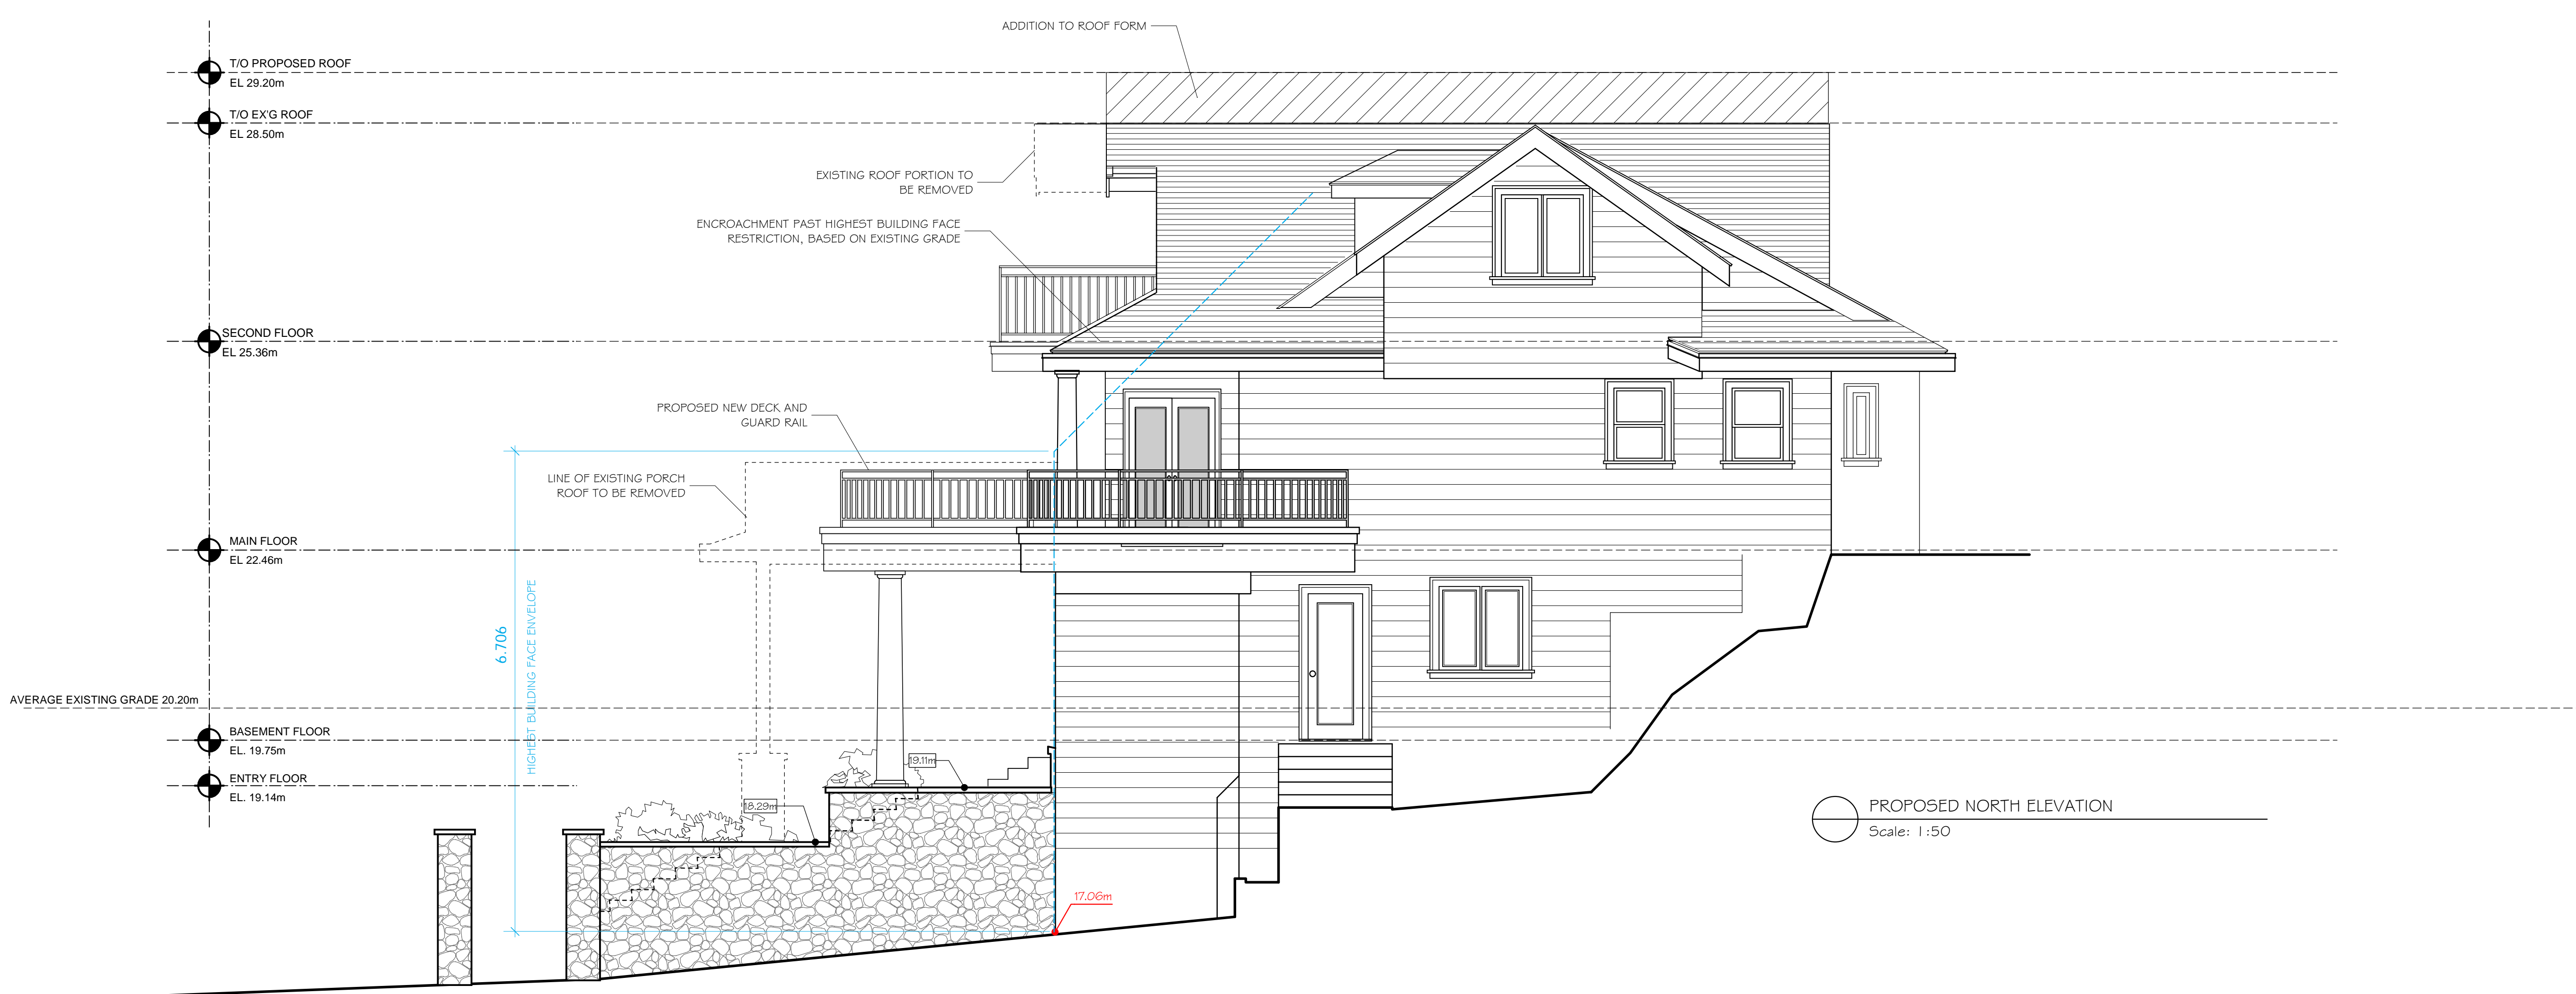 ADDITION TO ROOF FORM
T/O PROPOSED ROOF
EL 29.20m
T/O EX'G ROOF
EL 28.50m
EXISTING ROOF PORTION TO
BE REMOVED
ENCROACHMENT PAST HIGHEST BUILDING FACE
RESTRICTION, BASED ON EXISTING GRADE
SECOND FLOOR
EL 25.36m
PROPOSED NEW DECK AND
GUARD RAIL
LINE OF EXISTING PORCH
ROOF TO BE REMOVED
MAIN FLOOR
EL 22.46m
6.706
HIGHEST BUILDING FACE ENVELOPE
AVERAGE EXISTING GRADE 20.20m
BASEMENT FLOOR
EL. 19.75m
19.11m
ENTRY FLOOR
EL. 19.14m
18.29m
17.06m
PROPOSED NORTH ELEVATION
Scale: 1:50